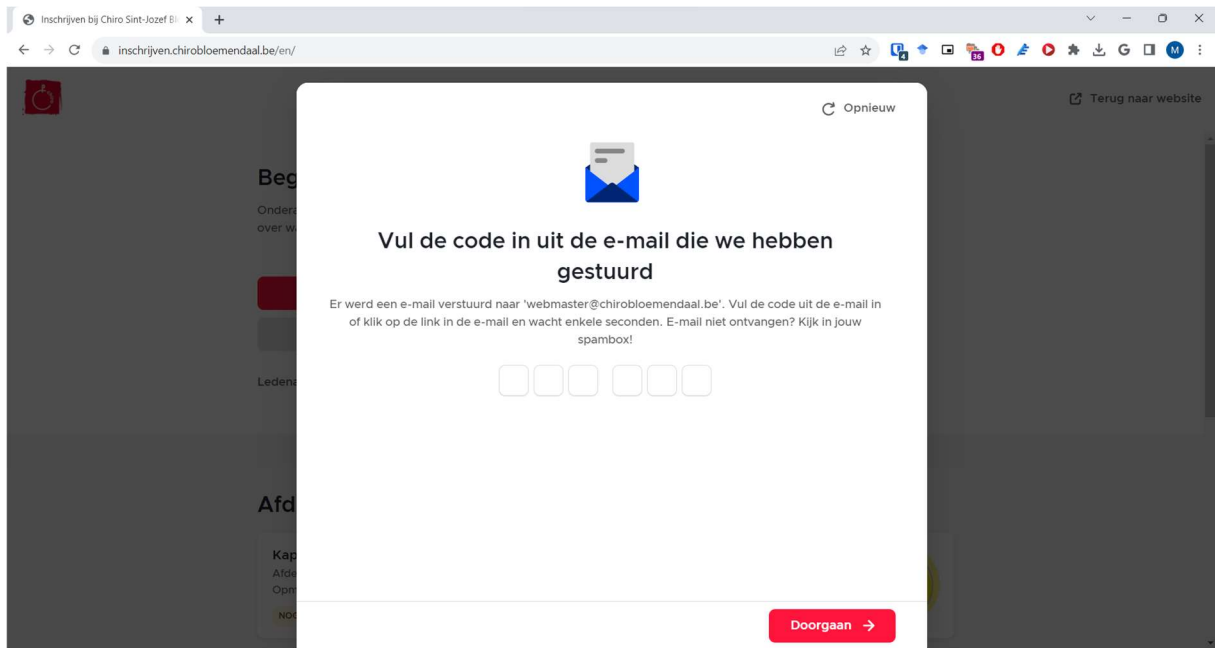 Inschrijven bij Chiro Sint-Jozef Bl
inschrijven.chirobloemendaal.be/en/
4
36
G
M
Terug naar website
Opnieuw
Beg
Onder
over w
Vul de code in uit de e-mail die we hebben
gestuurd
Er werd een e-mail verstuurd naar 'webmaster@chirobloemendaal.be'. Vul de code uit de e-mail in
of klik op de link in de e-mail en wacht enkele seconden. E-mail niet ontvangen? Kijk in jouw
spambox!
Ledena
Afd
Kap
Afde
Opm
NOG
Doorgaan